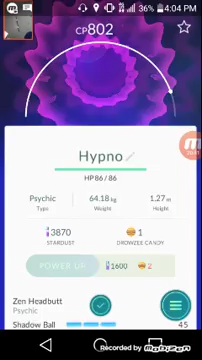 36% 4:04 PM
CP802
Hypno
HP 86 / 86
Psychic 64.18 kg 1.27 m
Type Weight Height
3870 1
STARDUST DROWZEE CANDY
POWER UP 1600 2
Zen Headbutt
Psychic
Shadow Ball 45
Recorded by